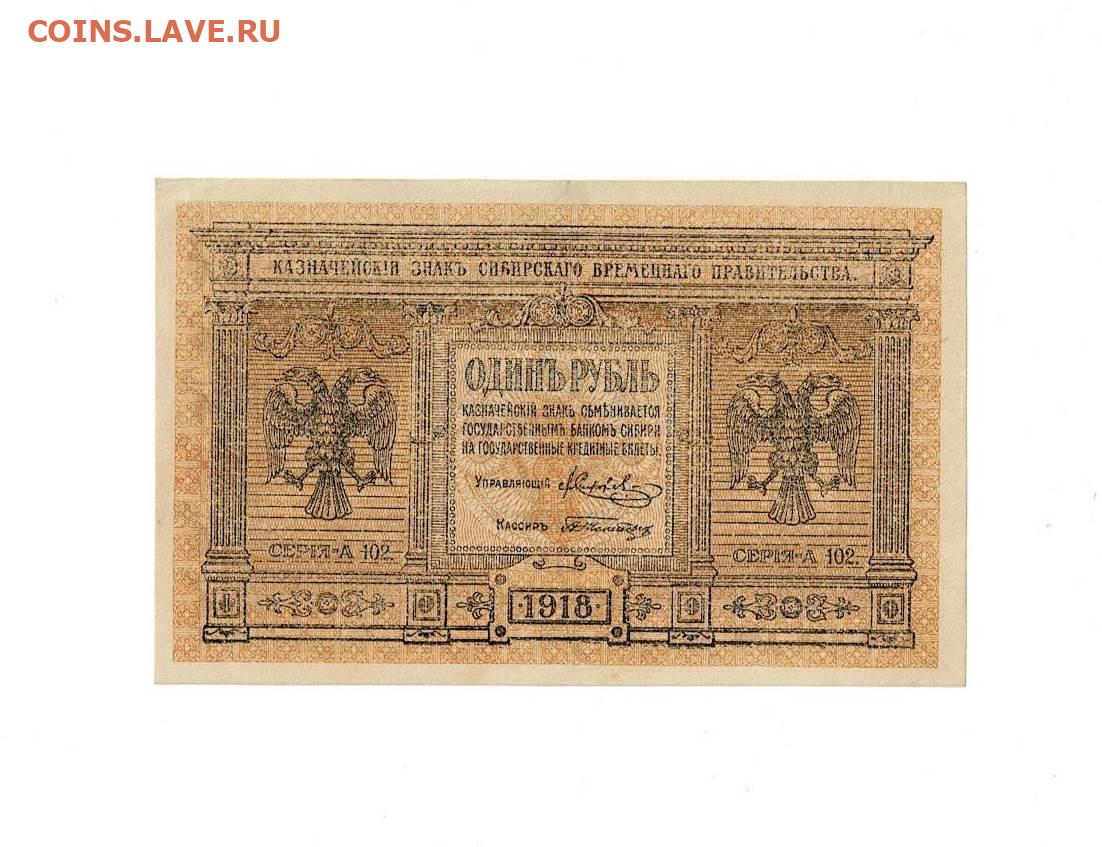 COINS.LAVE.RU
КАЗНАЧЕЙСКІЙ ЗНАКЪ СИБИРСКАГО ВРЕМЕННАГО ПРАВИТЕЛЬСТВА.
ОДИНЪ РУБЛЬ
КАЗНАЧЕЙСКІЙ ЗНАКЪ ОБМѢНИВАЕТСЯ
ГОСУДАРСТВЕННЫМЪ БАНКОМЪ СИБИРИ
НА ГОСУДАРСТВЕННЫЕ КРЕДИТНЫЕ БИЛЕТЫ.
УПРАВЛЯЮЩІЙ
КАССИРЪ
СЕРІЯ-А 102.
СЕРІЯ-А 102.
·1918·